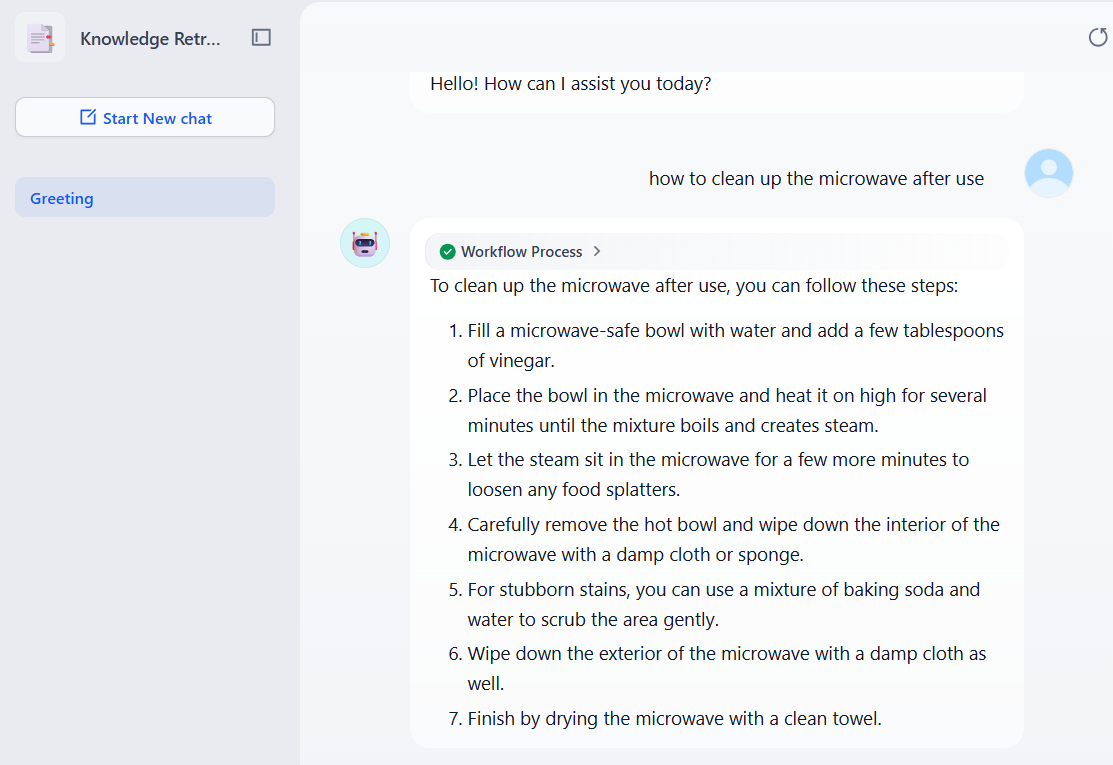 Knowledge Retr...
Start New chat
Greeting
Hello! How can I assist you today?
how to clean up the microwave after use
Workflow Process
To clean up the microwave after use, you can follow these steps:
1. Fill a microwave-safe bowl with water and add a few tablespoons
of vinegar.
2. Place the bowl in the microwave and heat it on high for several
minutes until the mixture boils and creates steam.
3. Let the steam sit in the microwave for a few more minutes to
loosen any food splatters.
4. Carefully remove the hot bowl and wipe down the interior of the
microwave with a damp cloth or sponge.
5. For stubborn stains, you can use a mixture of baking soda and
water to scrub the area gently.
6. Wipe down the exterior of the microwave with a damp cloth as
well.
7. Finish by drying the microwave with a clean towel.